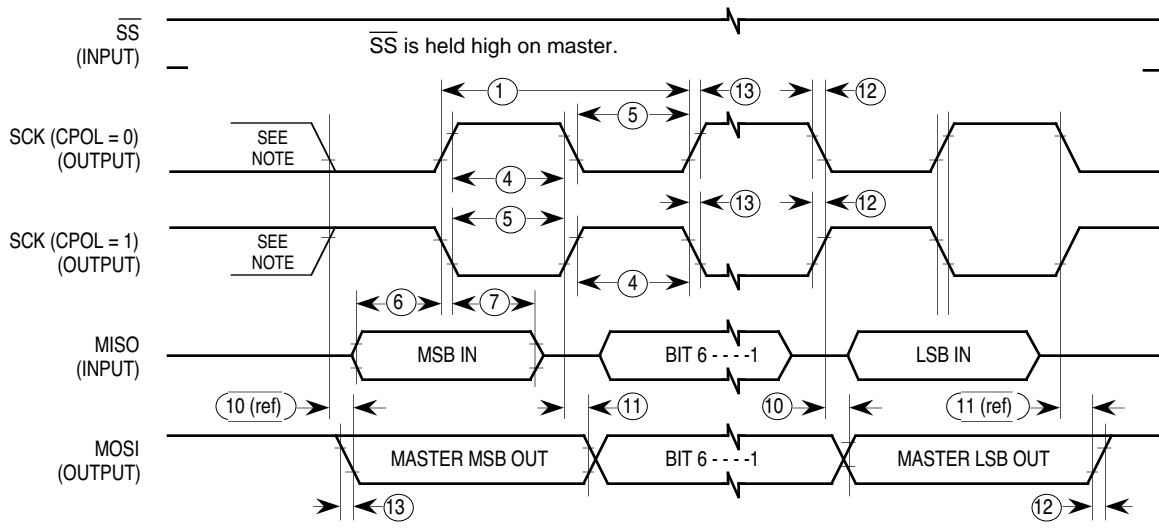 SS
(INPUT)
SS is held high on master.
1
13
12
5
SCK (CPOL = 0)
(OUTPUT)
SEE
NOTE
4
5
13
12
SCK (CPOL = 1)
(OUTPUT)
SEE
NOTE
4
6
7
MISO
(INPUT)
MSB IN
BIT 6 - - - -1
LSB IN
10 (ref)
11
10
11 (ref)
MOSI
(OUTPUT)
MASTER MSB OUT
BIT 6 - - - -1
MASTER LSB OUT
13
12